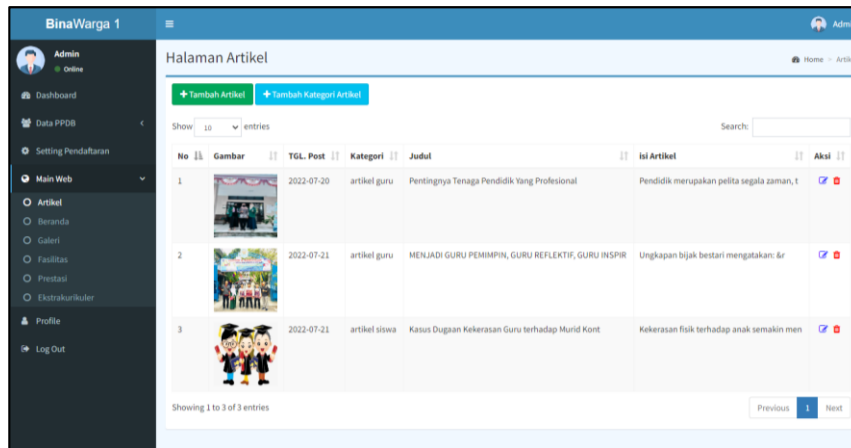 BinaWarga 1
Adm
Admin
Online
Halaman Artikel
Home > Artik
Dashboard
Data PPDB
Setting Pendaftaran
Main Web
Artikel
Beranda
Galeri
Fasilitas
Prestasi
Ekstrakurikuler
Profile
Log Out
+ Tambah Artikel
+ Tambah Kategori Artikel
Show 10 entries
Search:
No Gambar TGL. Post Kategori Judul isi Artikel Aksi
1 2022-07-20 artikel guru Pentingnya Tenaga Pendidik Yang Profesional Pendidik merupakan pelita segala zaman, t
2 2022-07-21 artikel guru MENJADI GURU PEMIMPIN, GURU REFLEKTIF, GURU INSPIR Ungkapan bijak bestari mengatakan: &r
3 2022-07-21 artikel siswa Kasus Dugaan Kekerasan Guru terhadap Murid Kont Kekerasan fisik terhadap anak semakin men
Showing 1 to 3 of 3 entries
Previous 1 Next